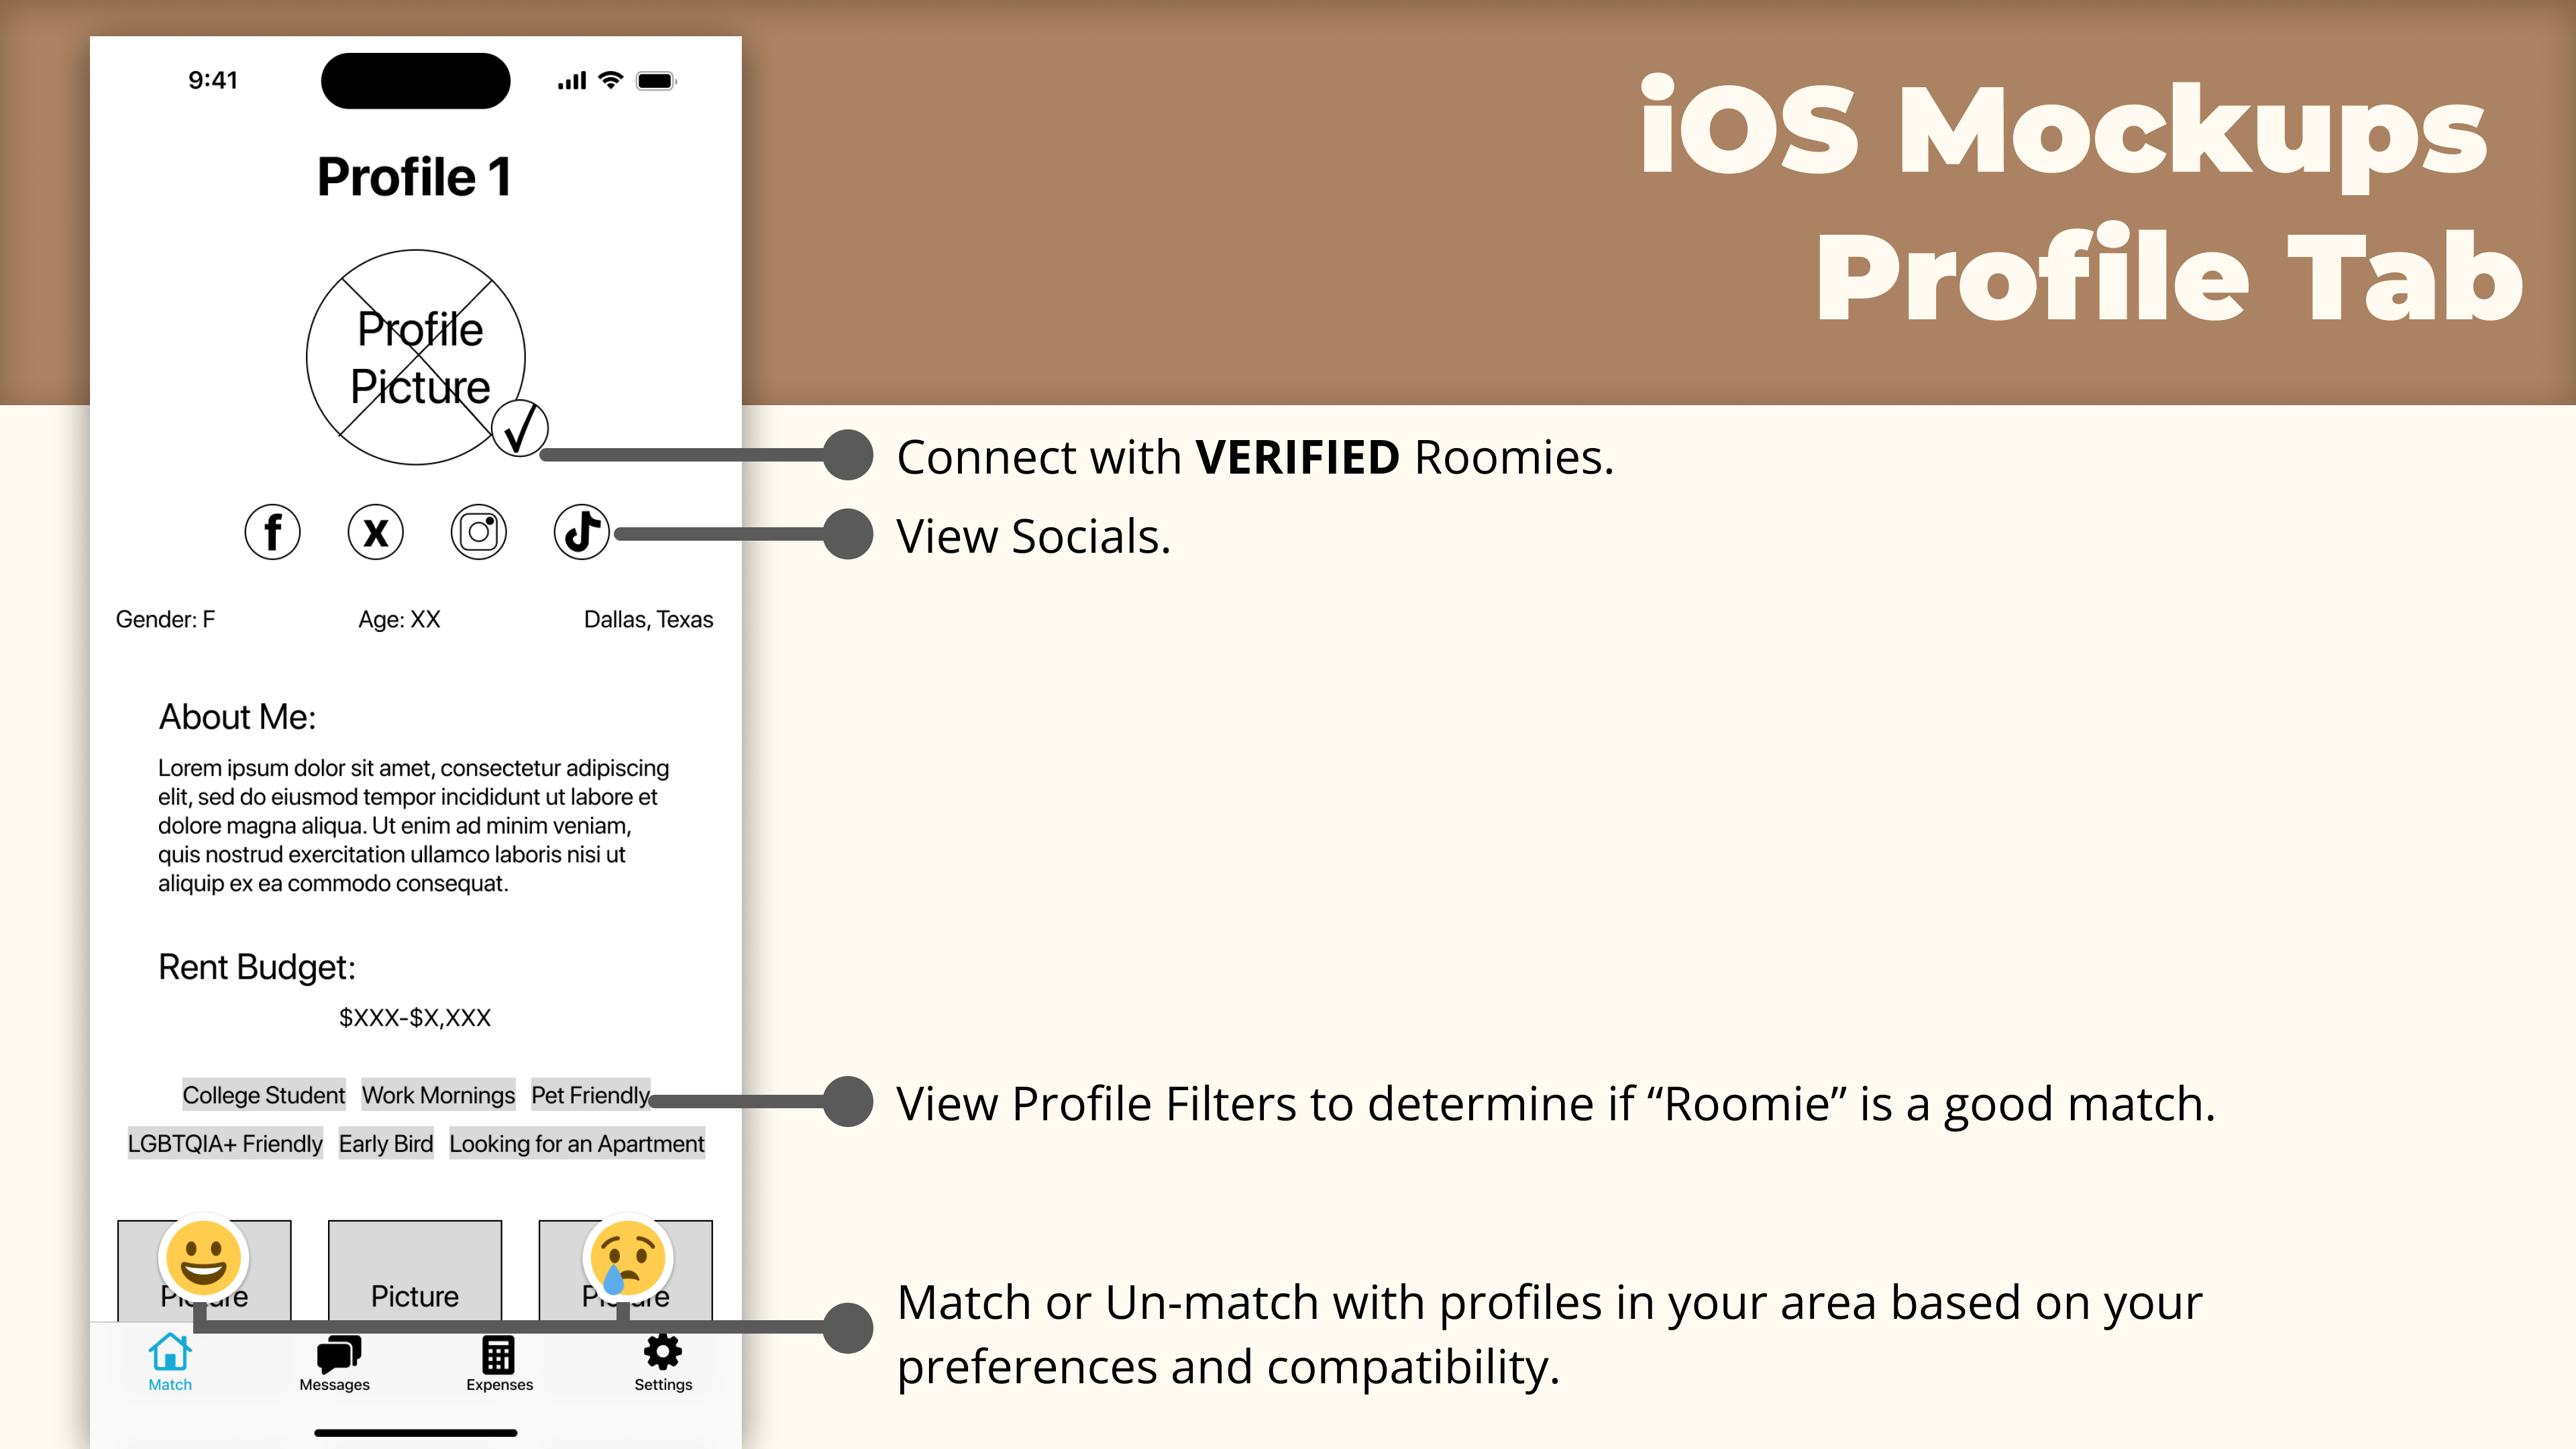 iOS Mockups
Profile Tab
9:41
Profile 1
Profile
Picture
Connect with VERIFIED Roomies.
f X
View Socials.
Gender: F Age: XX Dallas, Texas
About Me:
Lorem ipsum dolor sit amet, consectetur adipiscing
elit, sed do eiusmod tempor incididunt ut labore et
dolore magna aliqua. Ut enim ad minim veniam,
quis nostrud exercitation ullamco laboris nisi ut
aliquip ex ea commodo consequat.
Rent Budget:
$XXX-$X,XXX
College Student Work Mornings Pet Friendly
View Profile Filters to determine if “Roomie” is a good match.
LGBTQIA+ Friendly Early Bird Looking for an Apartment
Picture Picture Picture
Match or Un-match with profiles in your area based on your
preferences and compatibility.
Match Messages Expenses Settings